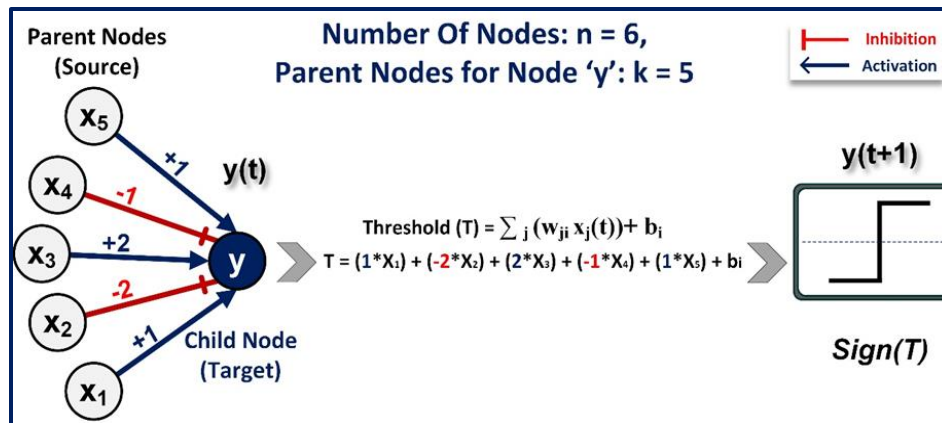 Parent Nodes
(Source)
Number Of Nodes: n = 6,
Parent Nodes for Node ‘y’: k = 5
Inhibition
Activation
X5
+1
y(t)
y(t+1)
X4
-1
X3
+2
y
Threshold (T) = ∑ j (wji xj(t))+ bi
T = (1*X1) + (-2*X2) + (2*X3) + (-1*X4) + (1*X5) + bi
X2
-2
+1
Child Node
(Target)
X1
Sign(T)